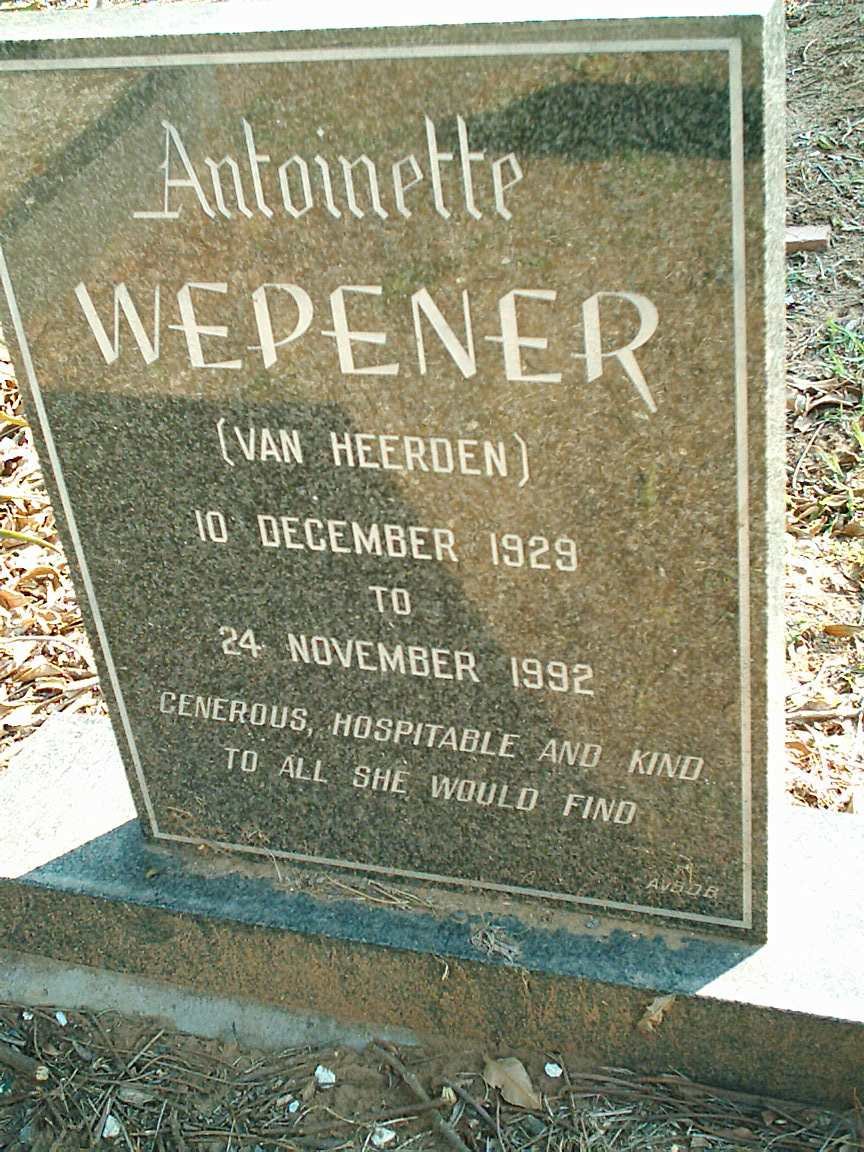 Antoinette
WEPENER
(VAN HEERDEN)
10 DECEMBER 1929
TO
24 NOVEMBER 1992
GENEROUS, HOSPITABLE AND KIND
TO ALL SHE WOULD FIND